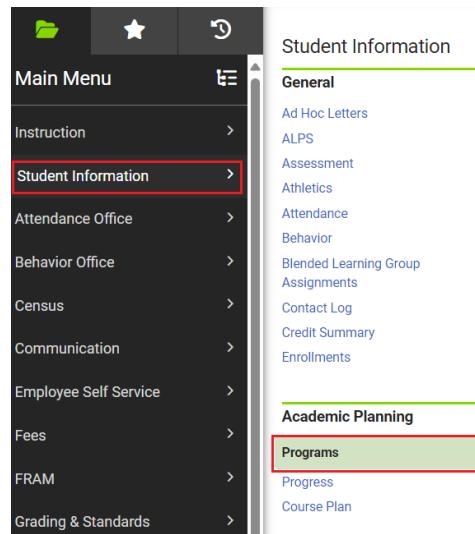 Main Menu
Instruction
Student Information
Attendance Office
Behavior Office
Census
Communication
Employee Self Service
Fees
FRAM
Grading & Standards
Student Information
General
Ad Hoc Letters
ALPS
Assessment
Athletics
Attendance
Behavior
Blended Learning Group
Assignments
Contact Log
Credit Summary
Enrollments
Academic Planning
Programs
Progress
Course Plan